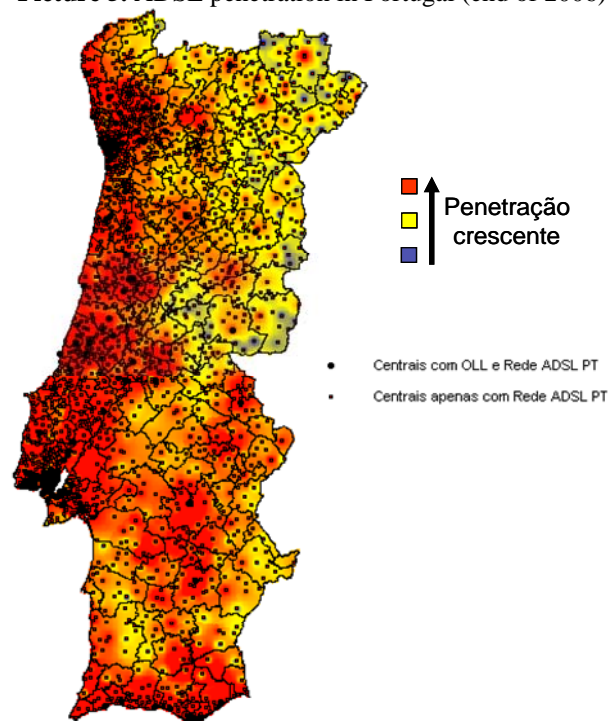 Picture 3: ADSL penetration in Portugal (end of 2006)
Penetração
crescente
Centrais com OLL e Rede ADSL PT
Centrais apenas com Rede ADSL PT